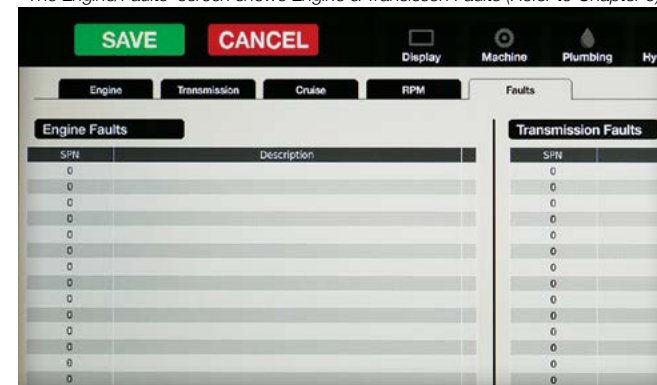 The Engine/Faults screen shows Engine & Faults (Refer to Chapter
SAVE CANCEL Display Machine Plumbing
Engine Transmission Cruise RPM Faults
Engine Faults Transmission Faults
SPN Description SPN
0 0
0 0
0 0
0 0
0 0
0 0
0 0
0 0
0 0
0 0
0 0
0 0
0 0
0 0